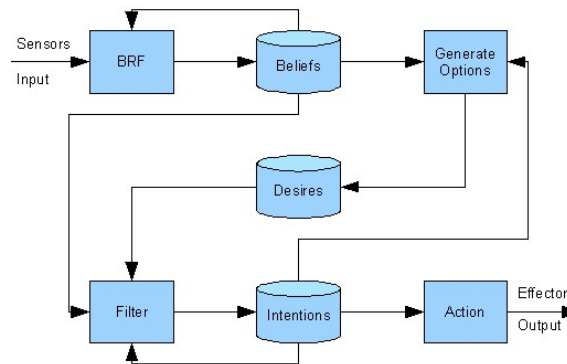 Sensors
Input
BRF
Beliefs
Generate
Options
Desires
Filter
Intentions
Action
Effector
Output